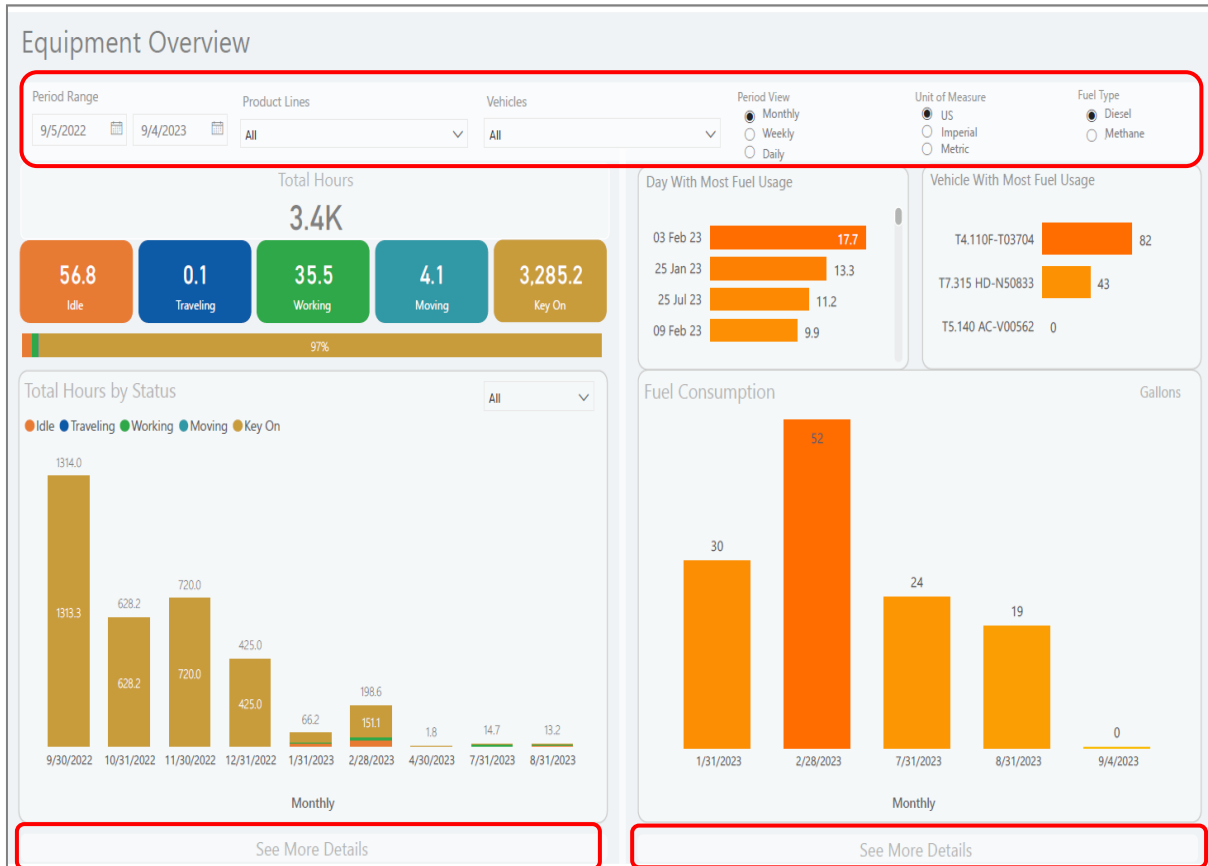 Equipment Overview
Period Range
9/5/2022
9/4/2023
Product Lines
All
Vehicles
All
Period View
Monthly
Weekly
Daily
Unit of Measure
US
Imperial
Metric
Fuel Type
Diesel
Methane
Total Hours
3.4K
56.8
Idle
0.1
Traveling
35.5
Working
4.1
Moving
3,285.2
Key On
97%
Day With Most Fuel Usage
03 Feb 23 17.7
25 Jan 23 13.3
25 Jul 23 11.2
09 Feb 23 9.9
Vehicle With Most Fuel Usage
T4.110F-T03704 82
T7.315 HD-N50833 43
T5.140 AC-V00562 0
Total Hours by Status
All
Idle Traveling Working Moving Key On
1314.0
1313.3
628.2
628.2
720.0
720.0
425.0
425.0
66.2
198.6
151.1
1.8
14.7
13.2
9/30/2022 10/31/2022 11/30/2022 12/31/2022 1/31/2023 2/28/2023 4/30/2023 7/31/2023 8/31/2023
Monthly
See More Details
Fuel Consumption
Gallons
30
52
24
19
0
1/31/2023 2/28/2023 7/31/2023 8/31/2023 9/4/2023
Monthly
See More Details